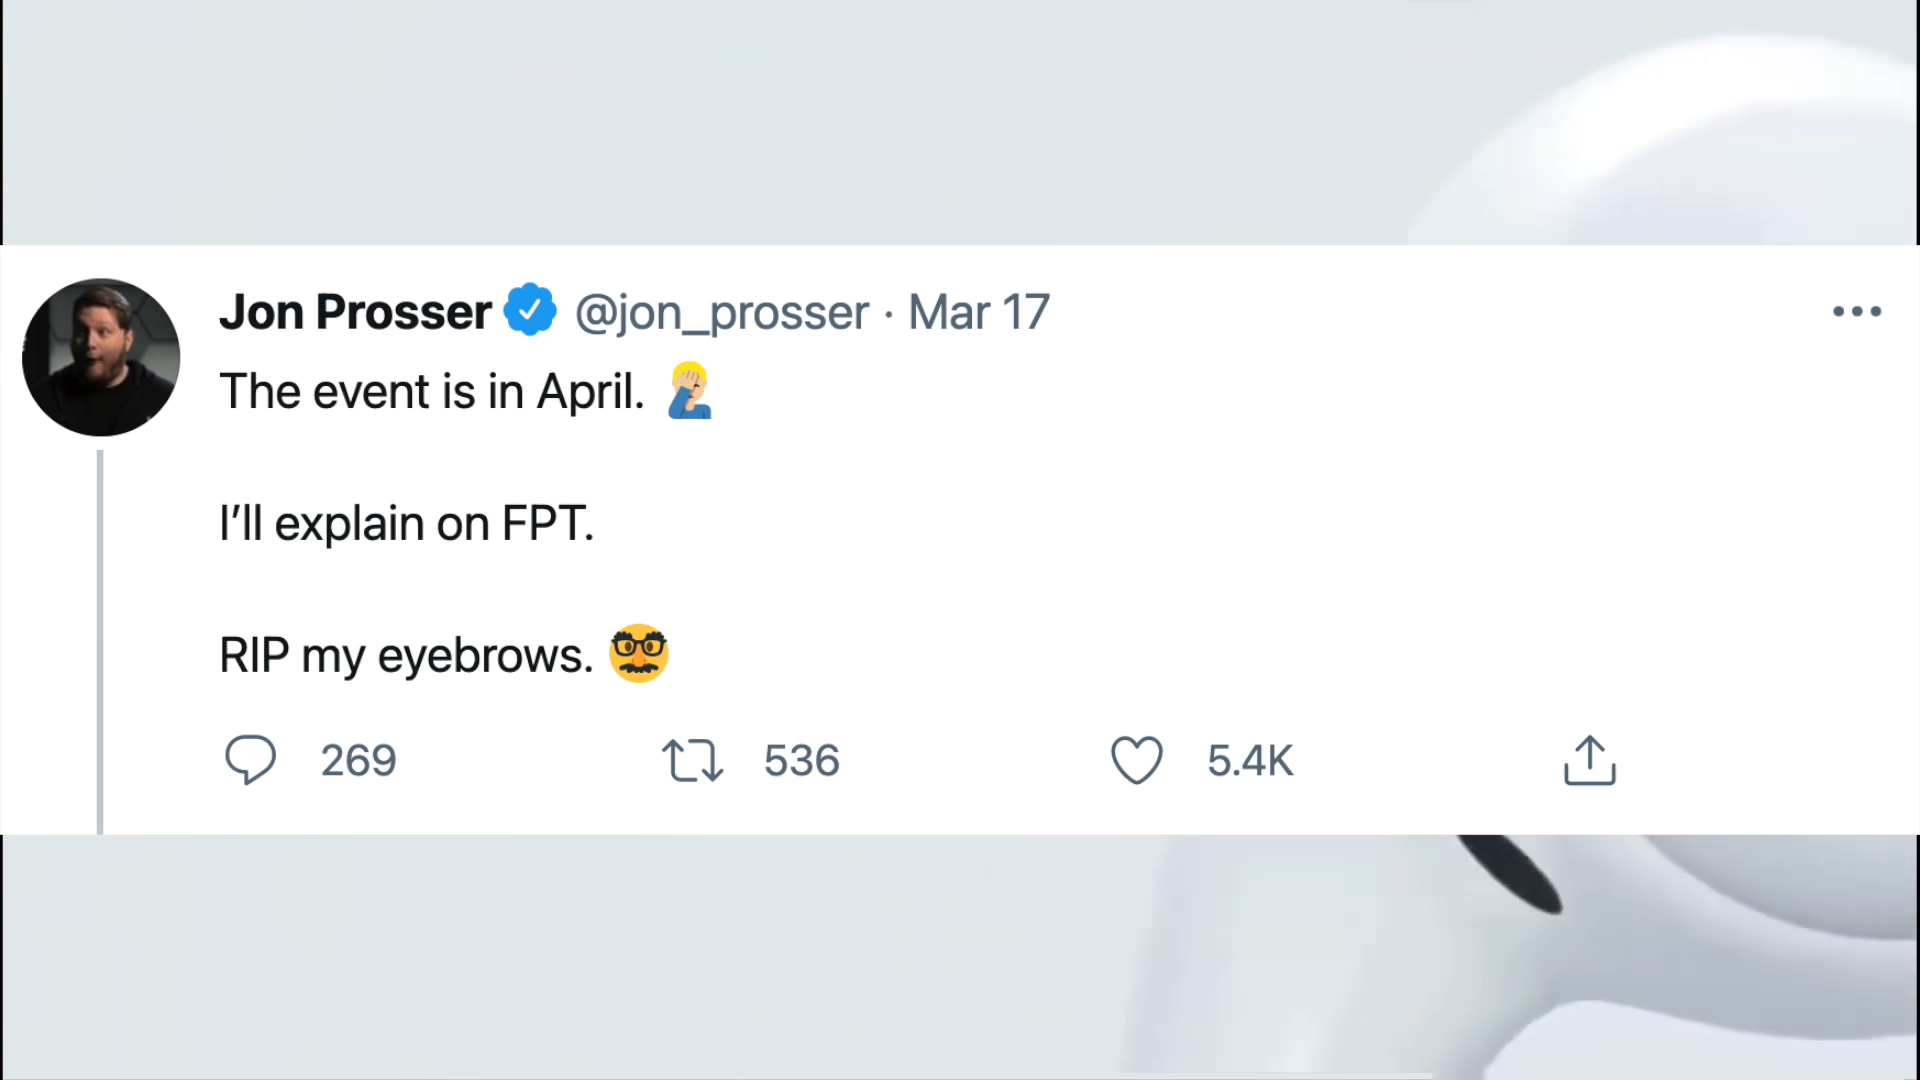 Jon Prosser @jon_prosser · Mar 17
The event is in April. 🤦🏼‍♂️
I’ll explain on FPT.
RIP my eyebrows. 🥸
269 536 5.4K